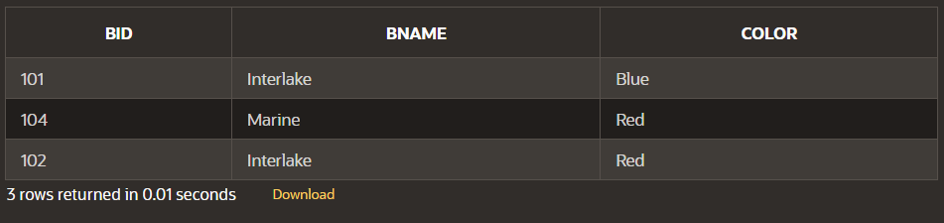 BID BNAME COLOR
101 Interlake Blue
104 Marine Red
102 Interlake Red
3 rows returned in 0.01 seconds Download